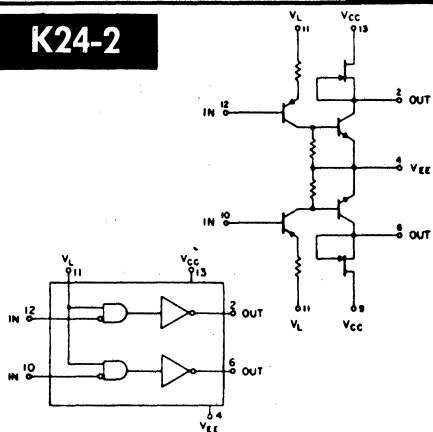 K24-2
VL
11
VCC
13
2 OUT
IN 12
4 VEE
IN 10
6 OUT
11
VL
9
VCC
VL
11
VCC
13
12
IN
2 OUT
10
IN
6 OUT
4
VEE